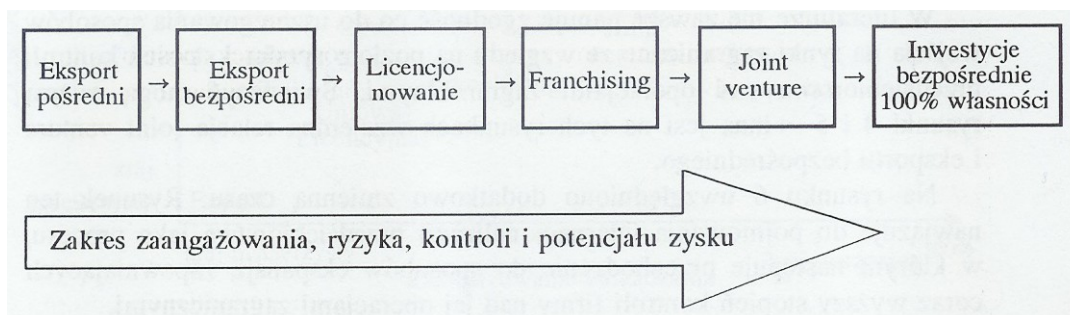 Eksport
pośredni
→
Eksport
bezpośredni
→
Licencjo-
nowanie
→
Franchising
→
Joint
venture
→
Inwestycje
bezpośrednie
100% własności
Zakres zaangażowania, ryzyka, kontroli i potencjału zysku